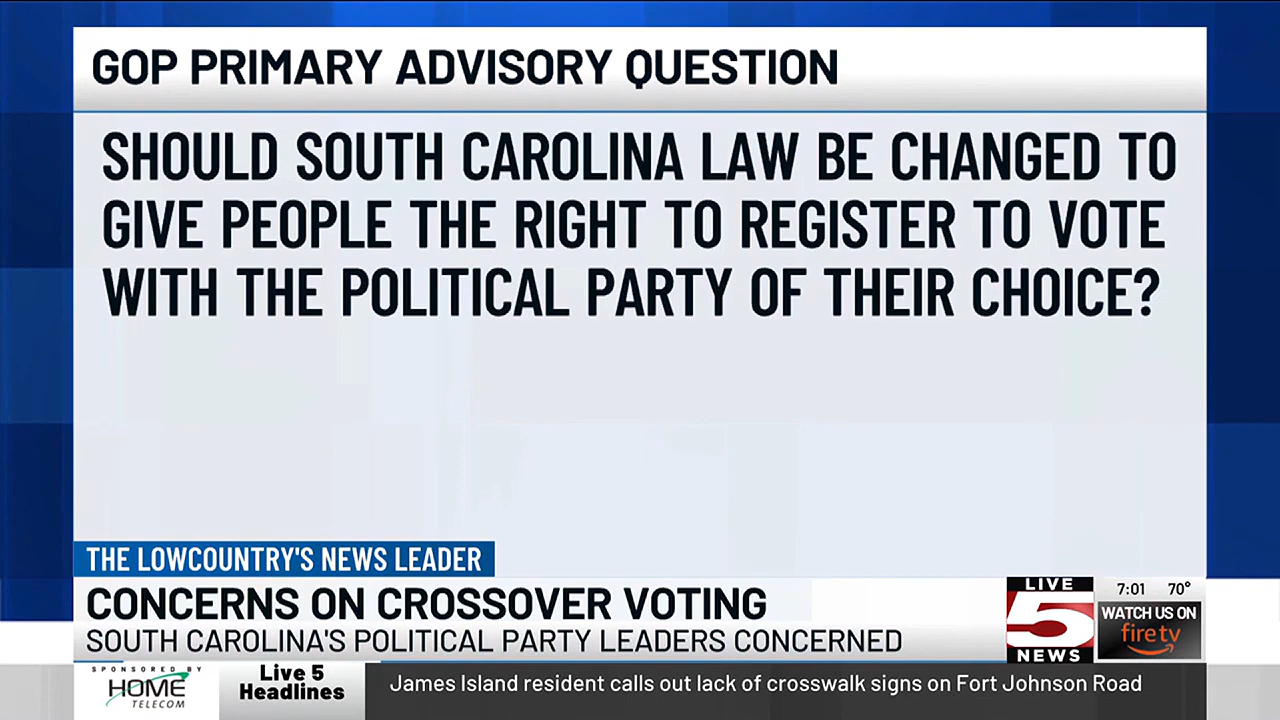 GOP PRIMARY ADVISORY QUESTION
SHOULD SOUTH CAROLINA LAW BE CHANGED TO
GIVE PEOPLE THE RIGHT TO REGISTER TO VOTE
WITH THE POLITICAL PARTY OF THEIR CHOICE?
THE LOWCOUNTRY'S NEWS LEADER
CONCERNS ON CROSSOVER VOTING
SOUTH CAROLINA'S POLITICAL PARTY LEADERS CONCERNED
LIVE
5
NEWS
7:01 70°
WATCH US ON
fire tv
SPONSORED BY
HOME
TELECOM
Live 5
Headlines
James Island resident calls out lack of crosswalk signs on Fort Johnson Road